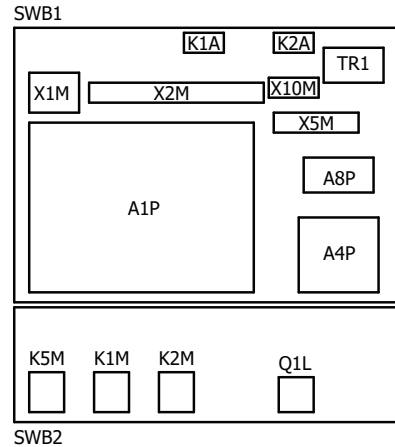 SWB1
K1A K2A
TR1
X1M X2M X10M
X5M
A8P
A1P
A4P
K5M K1M K2M Q1L
SWB2